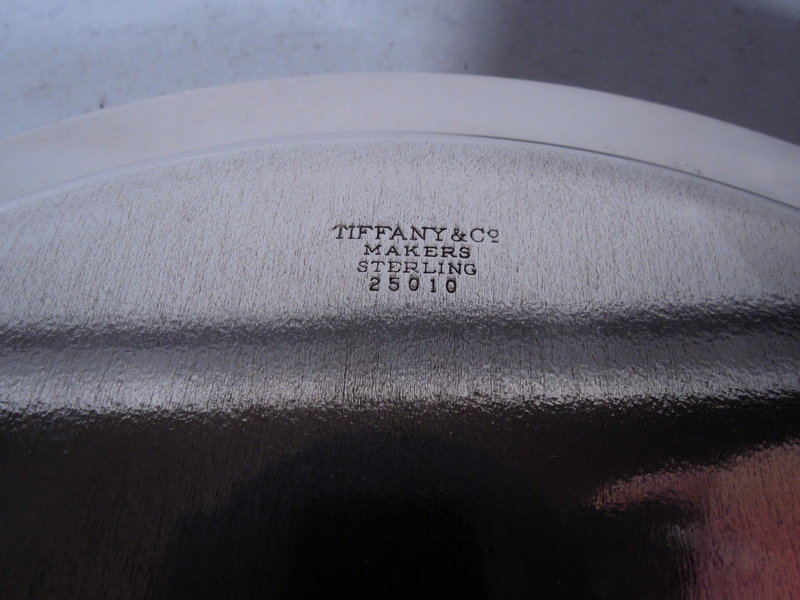 TIFFANY & Cº
MAKERS
STERLING
25010